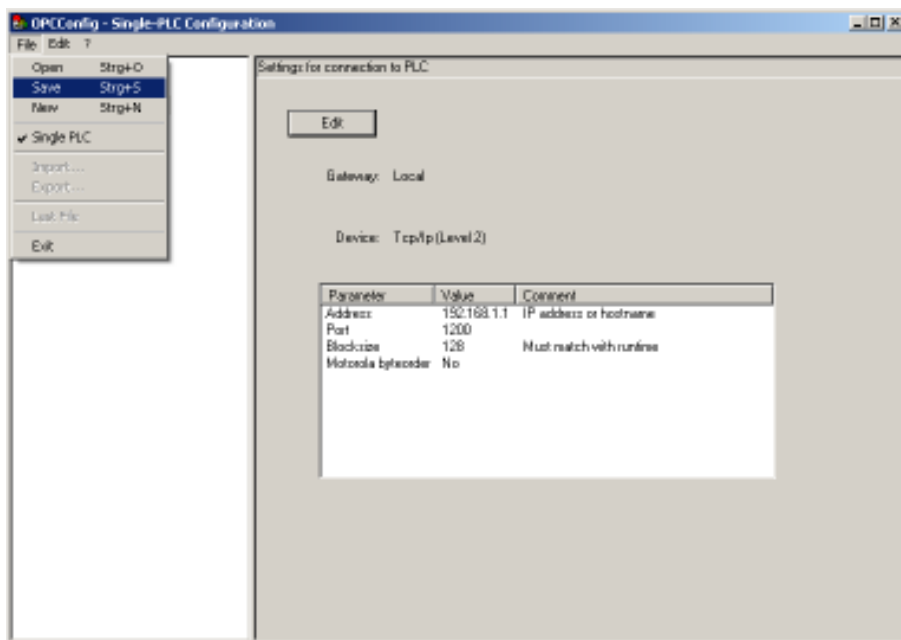 OPCConfig - Single-PLC Configuration
File Edit ?
Open Strg+O
Save Strg+S
New Strg+N
Single PLC
Import...
Export...
Last File
Exit
Settings for connection to PLC
Edit
Gateway: Local
Device: Tcp/Ip (Level 2)
Parameter Value Comment
Address 192.168.1.1 IP address or hostname
Port 1200
Blocksize 128 Must match with runtime
Motorola byteorder No